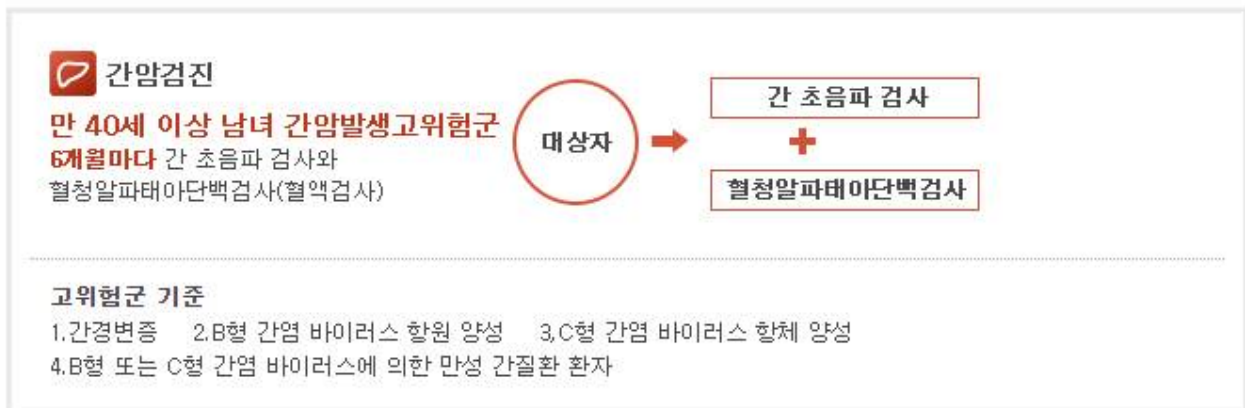 간암검진
만 40세 이상 남녀 간암발생고위험군
6개월마다 간 초음파 검사와
혈청알파태아단백검사(혈액검사)
대상자
간 초음파 검사
+
혈청알파태아단백검사
고위험군 기준
1.간경변증 2.B형 간염 바이러스 항원 양성 3,C형 간염 바이러스 항체 양성
4.B형 또는 C형 간염 바이러스에 의한 만성 간질환 환자